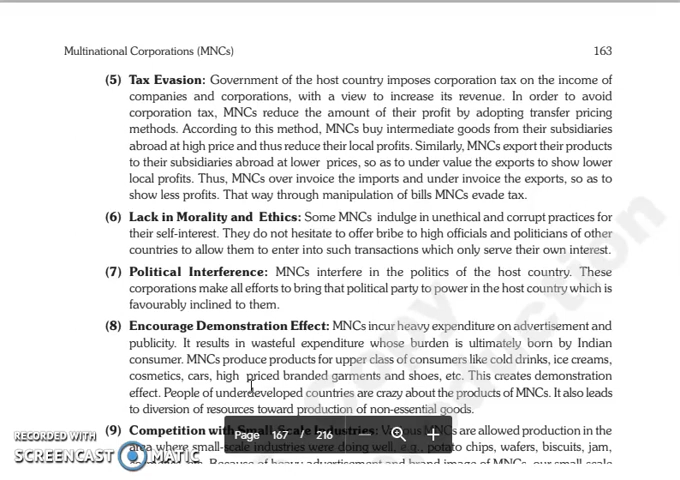 Multinational Corporations (MNCs) 163
(5) Tax Evasion: Government of the host country imposes corporation tax on the income of
companies and corporations, with a view to increase its revenue. In order to avoid
corporation tax, MNCs reduce the amount of their profit by adopting transfer pricing
methods. According to this method, MNCs buy intermediate goods from their subsidiaries
abroad at high price and thus reduce their local profits. Similarly, MNCs export their products
to their subsidiaries abroad at lower prices, so as to under value the exports to show lower
local profits. Thus, MNCs over invoice the imports and under invoice the exports, so as to
show less profits. That way through manipulation of bills MNCs evade tax.
(6) Lack in Morality and Ethics: Some MNCs indulge in unethical and corrupt practices for
their self-interest. They do not hesitate to offer bribe to high officials and politicians of other
countries to allow them to enter into such transactions which only serve their own interest.
(7) Political Interference: MNCs interfere in the politics of the host country. These
corporations make all efforts to bring that political party to power in the host country which is
favourably inclined to them.
(8) Encourage Demonstration Effect: MNCs incur heavy expenditure on advertisement and
publicity. It results in wasteful expenditure whose burden is ultimately born by Indian
consumer. MNCs produce products for upper class of consumers like cold drinks, ice creams,
cosmetics, cars, high priced branded garments and shoes, etc. This creates demonstration
effect. People of underdeveloped countries are crazy about the products of MNCs. It also leads
to diversion of resources toward production of non-essential goods.
(9) Competition with Small-Scale Industries: Various MNCs are allowed production in the
area where small-scale industries were doing well, e.g., potato chips, wafers, biscuits, jam,
Because of heavy advertisement and brand image of MNCs, our small-scale
Page 167 / 216
RECORDED WITH
SCREENCAST MATIC